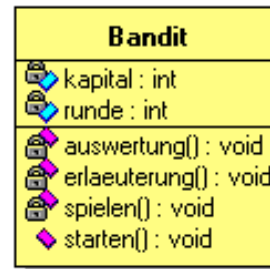 Bandit
kapital : int
runde : int
auswertung() : void
erlaeuterung() : void
spielen() : void
starten() : void